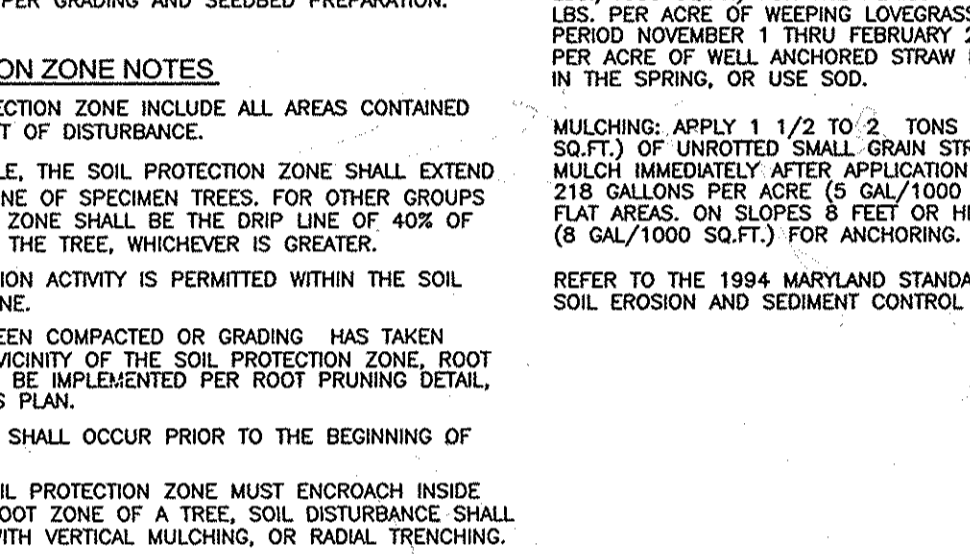 PER GRADING AND SEEDBED PREPARATION.
ON ZONE NOTES
ECTION ZONE INCLUDE ALL AREAS CONTAINED
T OF DISTURBANCE.
LE, THE SOIL PROTECTION ZONE SHALL EXTEND
NE OF SPECIMEN TREES. FOR OTHER GROUPS
ZONE SHALL BE THE DRIP LINE OF 40% OF
THE TREE, WHICHEVER IS GREATER.
ION ACTIVITY IS PERMITTED WITHIN THE SOIL
NE.
EEN COMPACTED OR GRADING HAS TAKEN
VICINITY OF THE SOIL PROTECTION ZONE, ROOT
BE IMPLEMENTED PER ROOT PRUNING DETAIL,
S PLAN.
SHALL OCCUR PRIOR TO THE BEGINNING OF
IL PROTECTION ZONE MUST ENCROACH INSIDE
OOT ZONE OF A TREE, SOIL DISTURBANCE SHALL
WITH VERTICAL MULCHING, OR RADIAL TRENCHING.
LBS. PER ACRE OF WEEPING LOVEGRASS
PERIOD NOVEMBER 1 THRU FEBRUARY 2
PER ACRE OF WELL ANCHORED STRAW
IN THE SPRING, OR USE SOD.
MULCHING: APPLY 1 1/2 TO 2 TONS
SQ.FT.) OF UNROTTED SMALL GRAIN STR
MULCH IMMEDIATELY AFTER APPLICATION
218 GALLONS PER ACRE (5 GAL/1000
FLAT AREAS. ON SLOPES 8 FEET OR HI
(8 GAL/1000 SQ.FT.) FOR ANCHORING.
REFER TO THE 1994 MARYLAND STANDA
SOIL EROSION AND SEDIMENT CONTROL